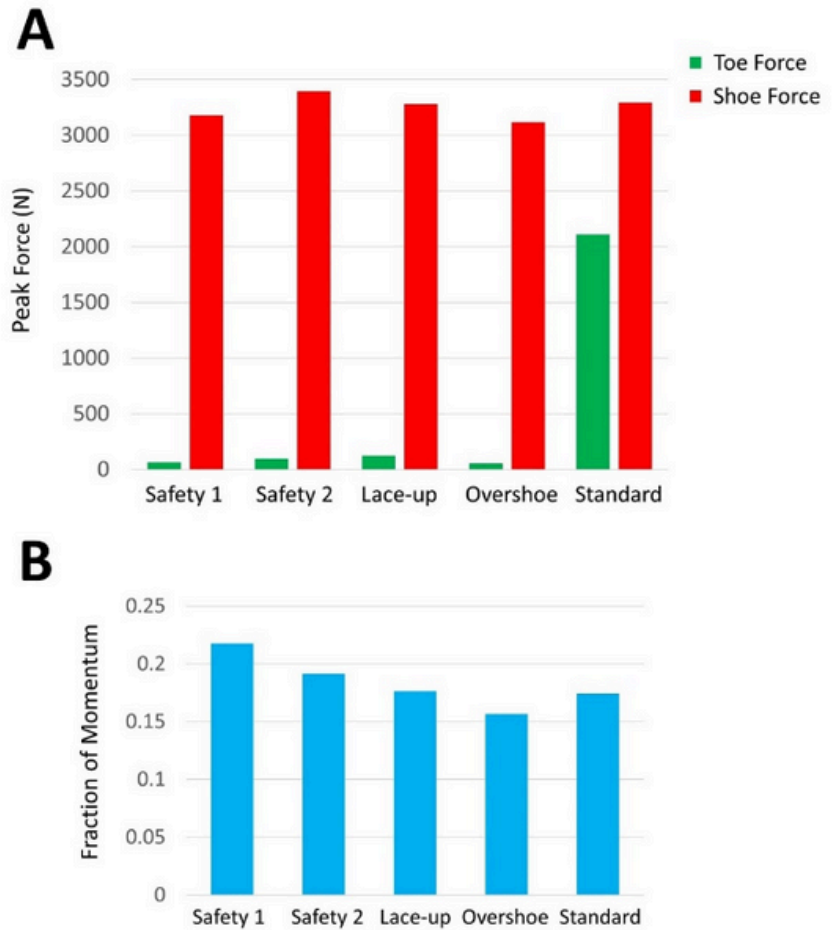 A
Toe Force
Shoe Force
Peak Force (N)
3500
3000
2500
2000
1500
1000
500
0
Safety 1 Safety 2 Lace-up Overshoe Standard
B
Fraction of Momentum
0.25
0.2
0.15
0.1
0.05
0
Safety 1 Safety 2 Lace-up Overshoe Standard